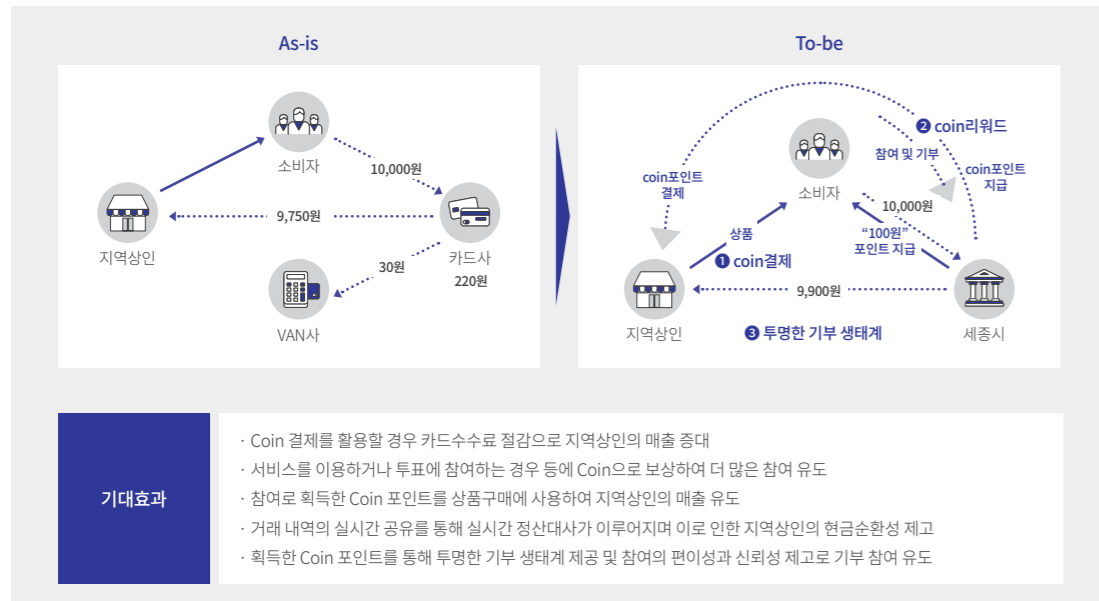 As-is
소비자
10,000원
9,750원
지역상인
카드사
220원
30원
VAN사
To-be
❷ coin리워드
참여 및 기부
coin포인트
지급
coin포인트
결제
소비자
10,000원
상품
"100원"
포인트 지급
❶ coin결제
9,900원
지역상인
❸ 투명한 기부 생태계
세종시
기대효과
· Coin 결제를 활용할 경우 카드수수료 절감으로 지역상인의 매출 증대
· 서비스를 이용하거나 투표에 참여하는 경우 등에 Coin으로 보상하여 더 많은 참여 유도
· 참여로 획득한 Coin 포인트를 상품구매에 사용하여 지역상인의 매출 유도
· 거래 내역의 실시간 공유를 통해 실시간 정산대사가 이루어지며 이로 인한 지역상인의 현금순환성 제고
· 획득한 Coin 포인트를 통해 투명한 기부 생태계 제공 및 참여의 편이성과 신뢰성 제고로 기부 참여 유도